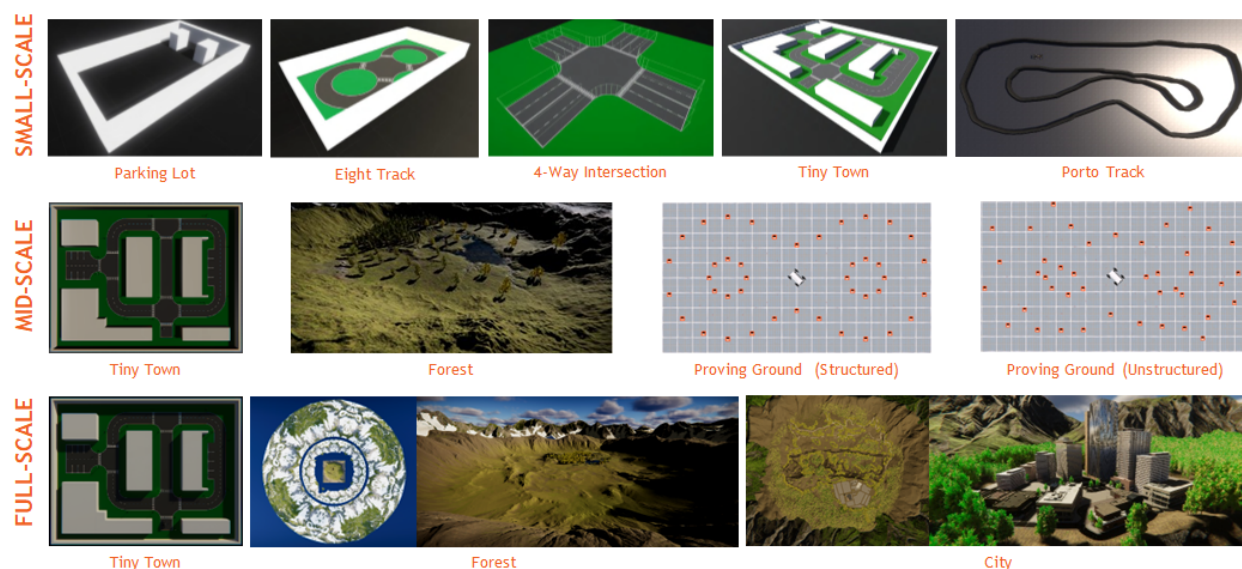 SMALL-SCALE
Parking Lot
Eight Track
4-Way Intersection
Tiny Town
Porto Track
MID-SCALE
Tiny Town
Forest
Proving Ground (Structured)
Proving Ground (Unstructured)
FULL-SCALE
Tiny Town
Forest
City